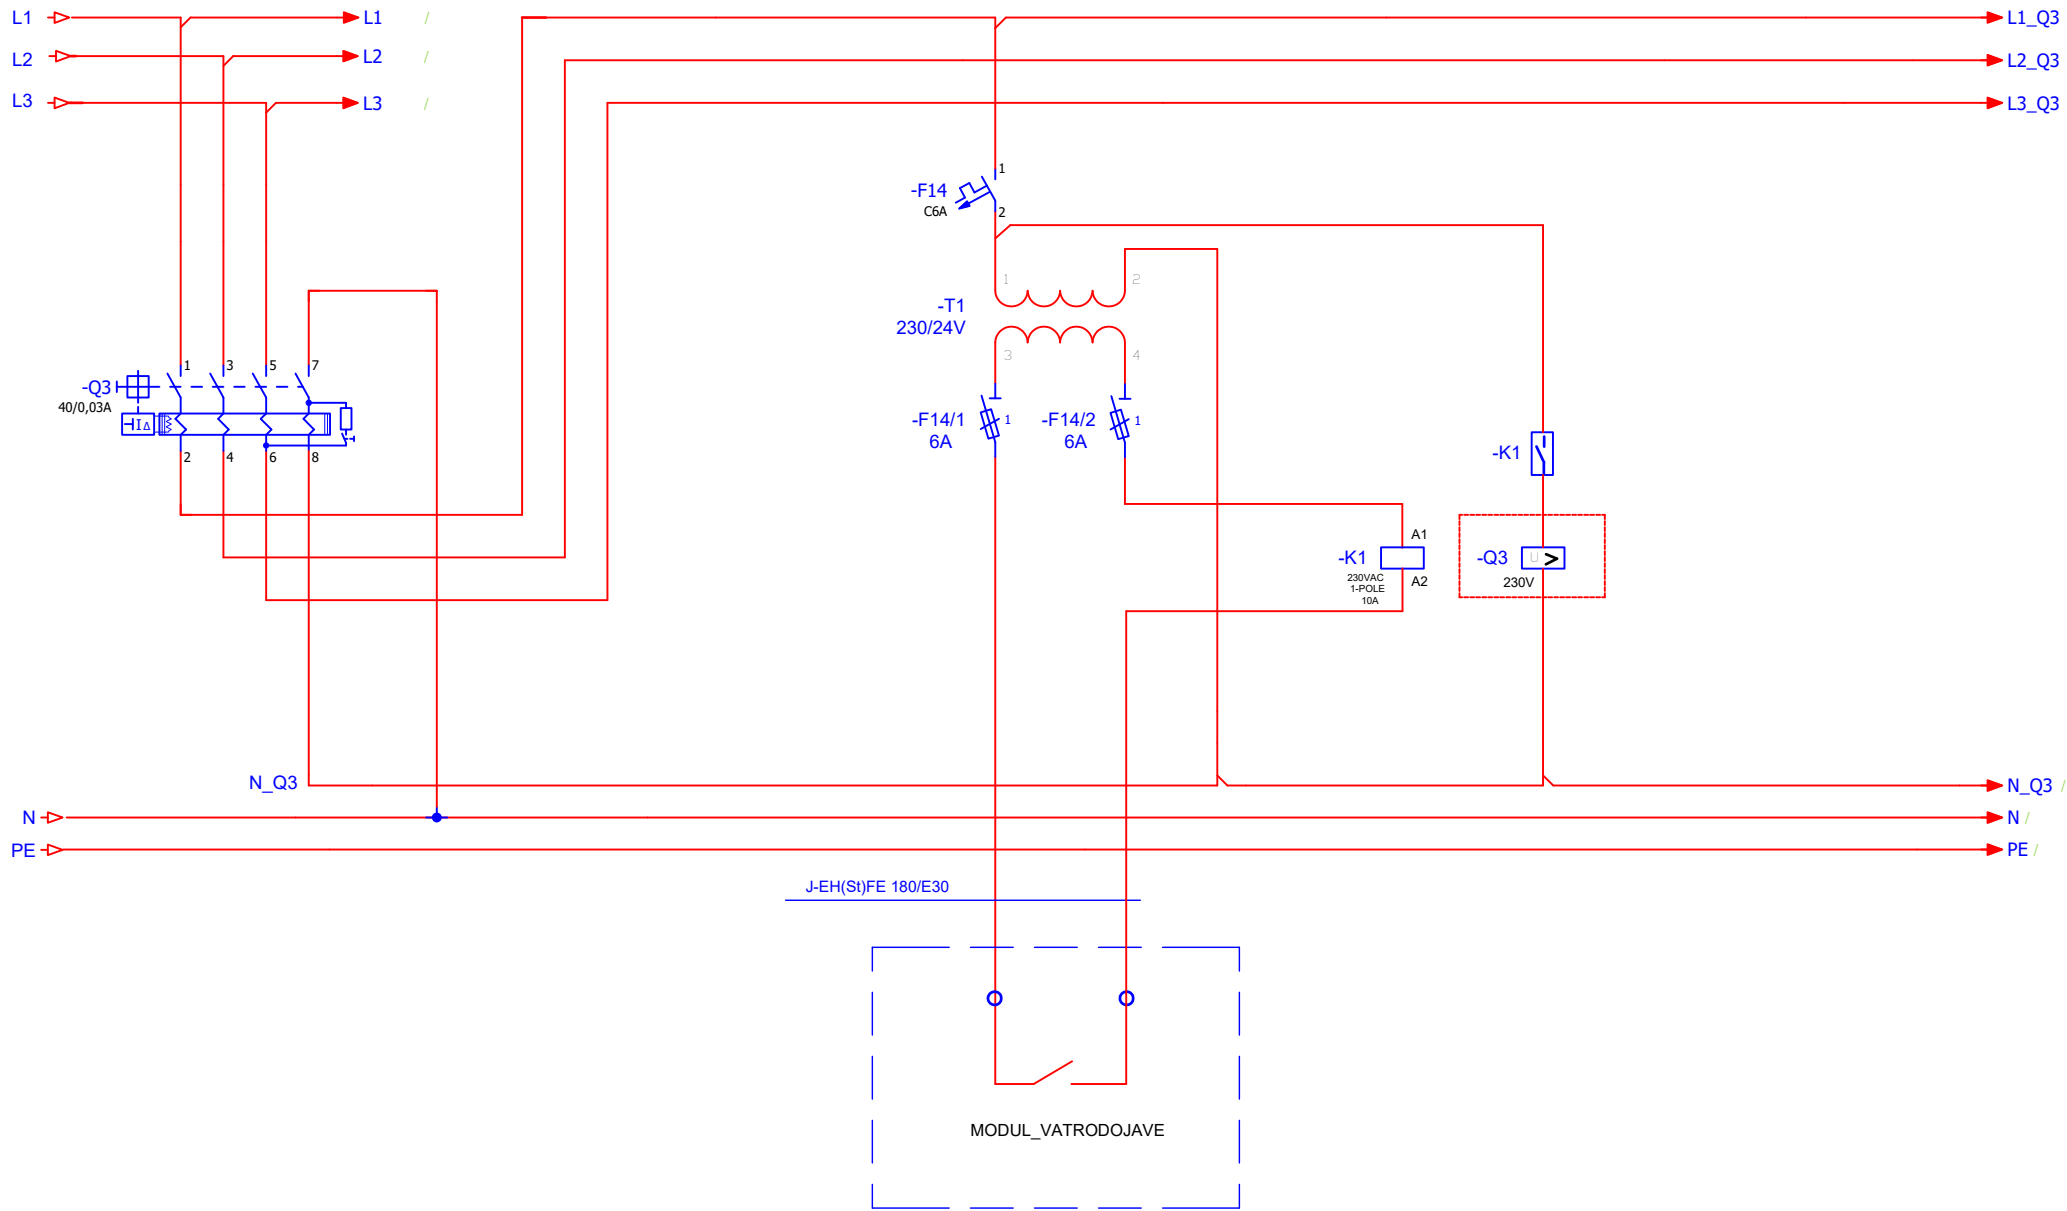 L1
L1
/
L1_Q3
L2
L2
/
L2_Q3
L3
L3
/
L3_Q3
-F14
C6A
1
2
1
2
-T1
230/24V
3
4
-Q3
40/0,03A
1
3
5
7
I Δ
2
4
6
8
-F14/1
6A
1
-F14/2
6A
1
-K1
A1
-K1
A2
230VAC
1-POLE
10A
-Q3
U >
230V
N_Q3
N_Q3 /
N
N /
PE
PE /
J-EH(St)FE 180/E30
MODUL_VATRODOJAVE